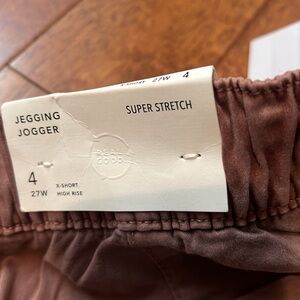 27W 4
JEGGING
JOGGER
SUPER STRETCH
REAL
GOOD
4
27W
X-SHORT
HIGH RISE